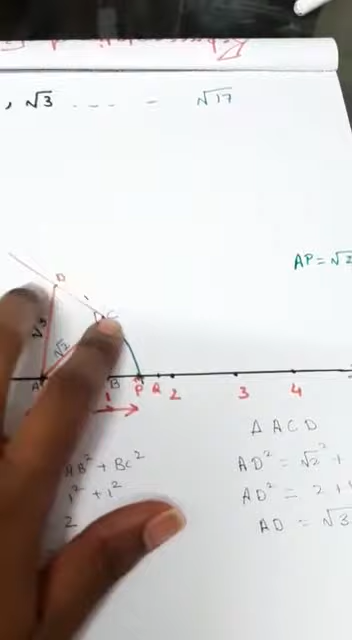 , √3 .... - √17
AP = √2
D
1
C
√3
√2
A B P Q 2 3 4
1
Δ ACD
AB² + BC²
AD² = √2² +
1² + 1²
AD² = 2 +
2
AD = √3